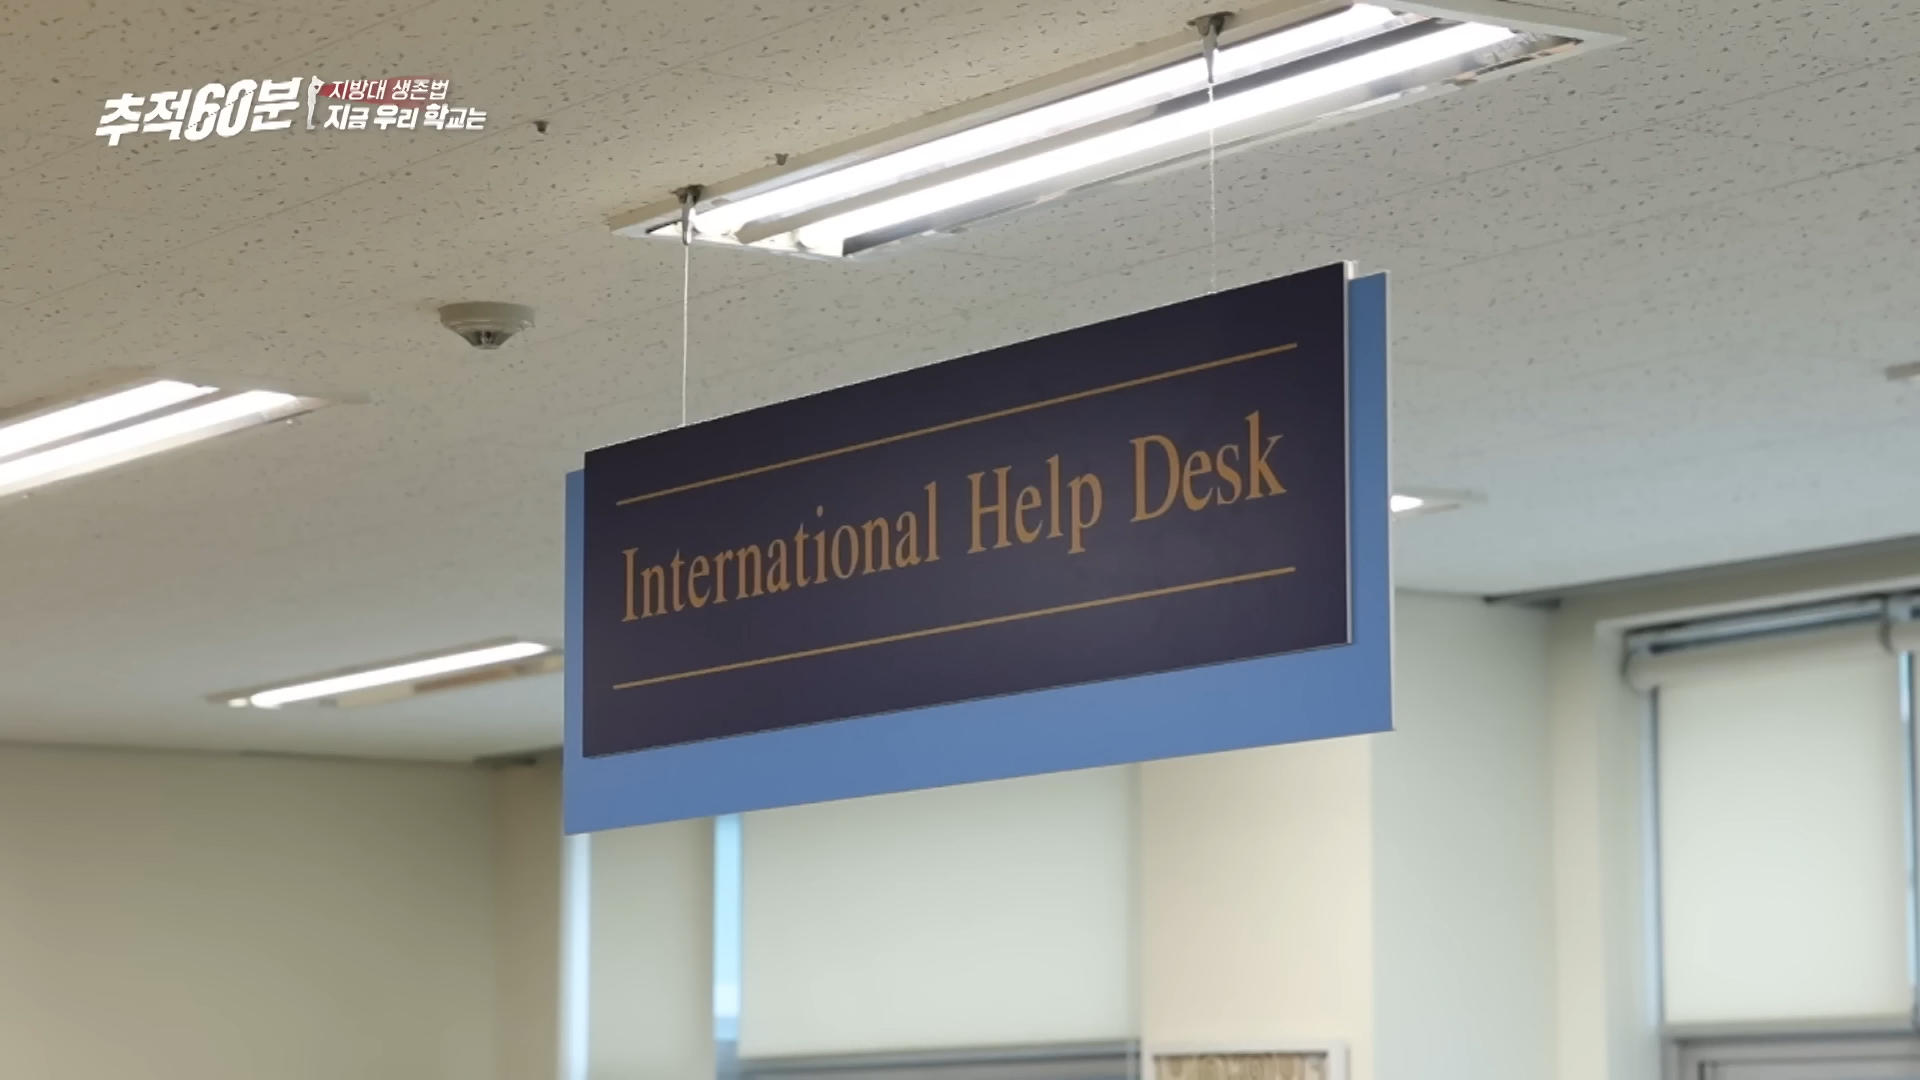 추적60분
지방대 생존법
지금 우리 학교는
International Help Desk